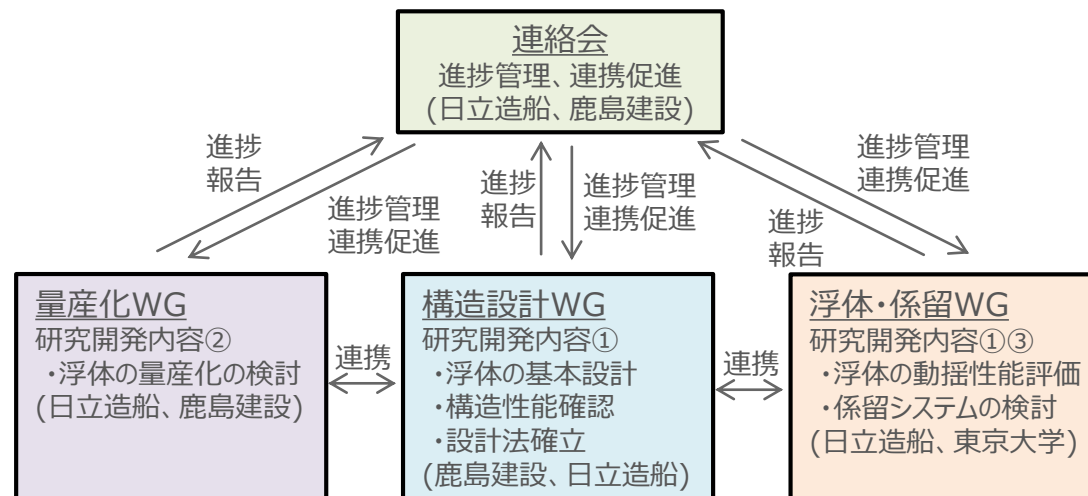 連絡会
進捗管理、連携促進
(日立造船、鹿島建設)
進捗
報告
進捗管理
連携促進
進捗
報告
進捗管理
連携促進
進捗管理
連携促進
進捗
報告
量産化WG
研究開発内容②
・浮体の量産化の検討
(日立造船、鹿島建設)
連携
構造設計WG
研究開発内容①
・浮体の基本設計
・構造性能確認
・設計法確立
(鹿島建設、日立造船)
連携
浮体・係留WG
研究開発内容①③
・浮体の動揺性能評価
・係留システムの検討
(日立造船、東京大学)